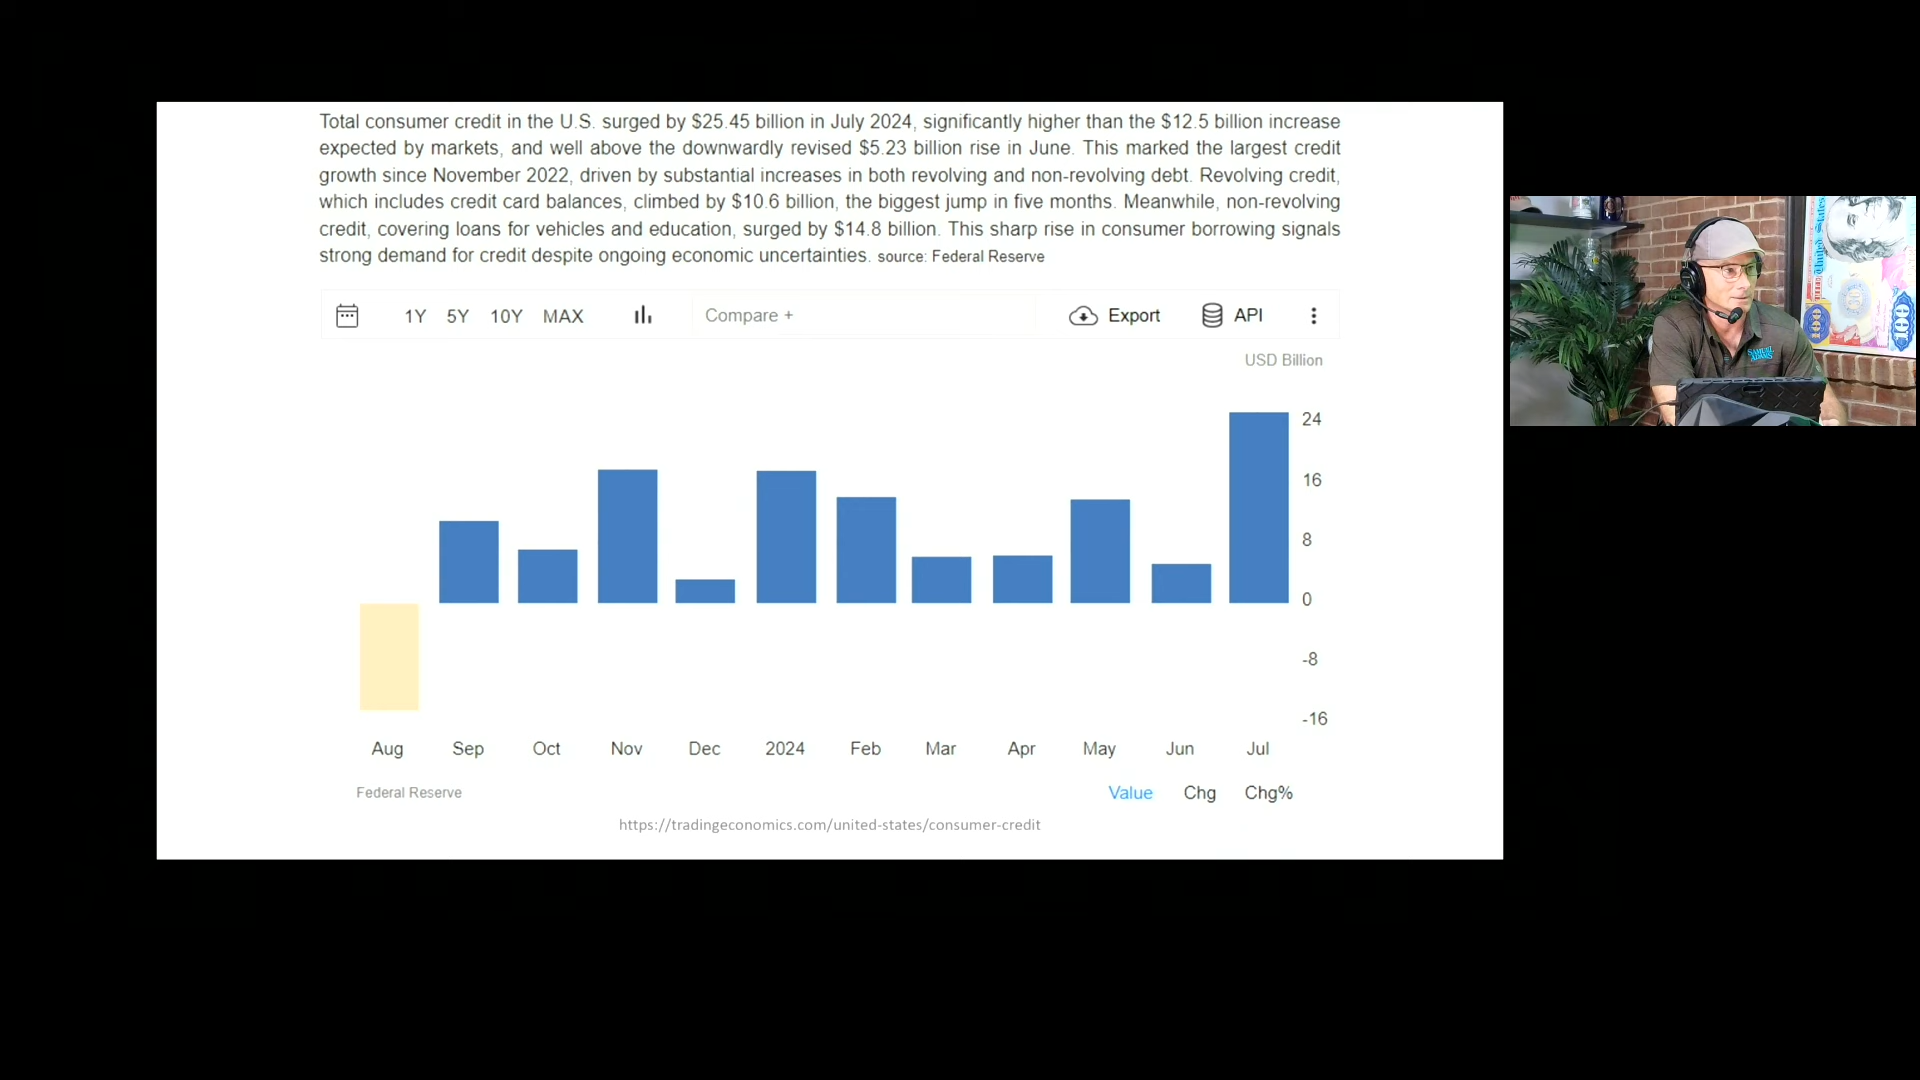 Total consumer credit in the U.S. surged by $25.45 billion in July 2024, significantly higher than the $12.5 billion increase
expected by markets, and well above the downwardly revised $5.23 billion rise in June. This marked the largest credit
growth since November 2022, driven by substantial increases in both revolving and non-revolving debt. Revolving credit,
which includes credit card balances, climbed by $10.6 billion, the biggest jump in five months. Meanwhile, non-revolving
credit, covering loans for vehicles and education, surged by $14.8 billion. This sharp rise in consumer borrowing signals
strong demand for credit despite ongoing economic uncertainties. source: Federal Reserve
1Y 5Y 10Y MAX Compare + Export API
USD Billion
24
16
8
0
-8
-16
Aug Sep Oct Nov Dec 2024 Feb Mar Apr May Jun Jul
Federal Reserve Value Chg Chg%
https://tradingeconomics.com/united-states/consumer-credit
United States
100
100
SAMUEL
ADAMS